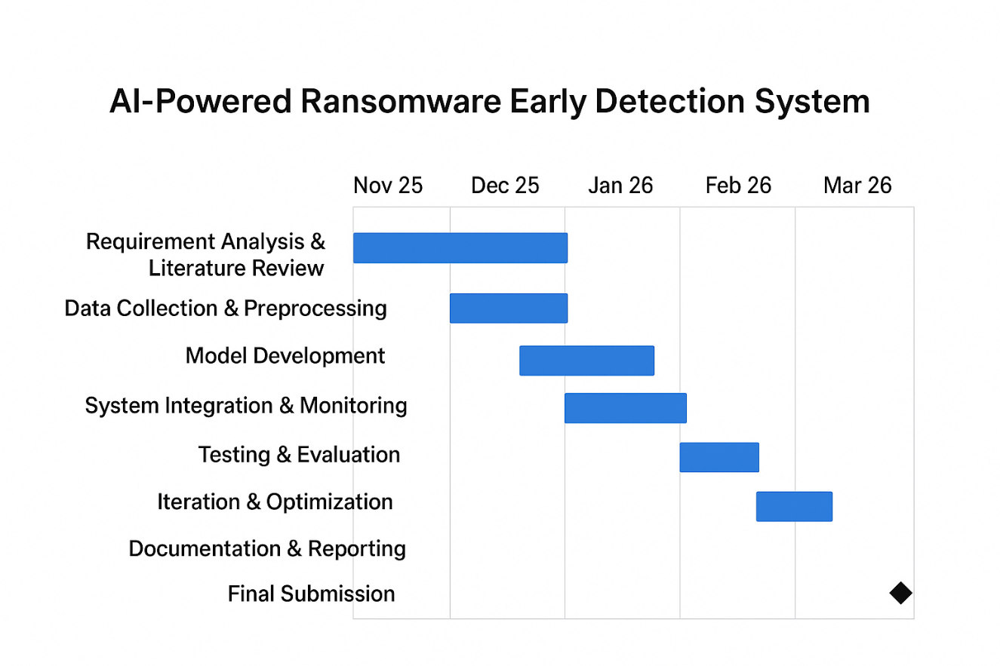 AI-Powered Ransomware Early Detection System
Nov 25 Dec 25 Jan 26 Feb 26 Mar 26
Requirement Analysis &
Literature Review
Data Collection & Preprocessing
Model Development
System Integration & Monitoring
Testing & Evaluation
Iteration & Optimization
Documentation & Reporting
Final Submission